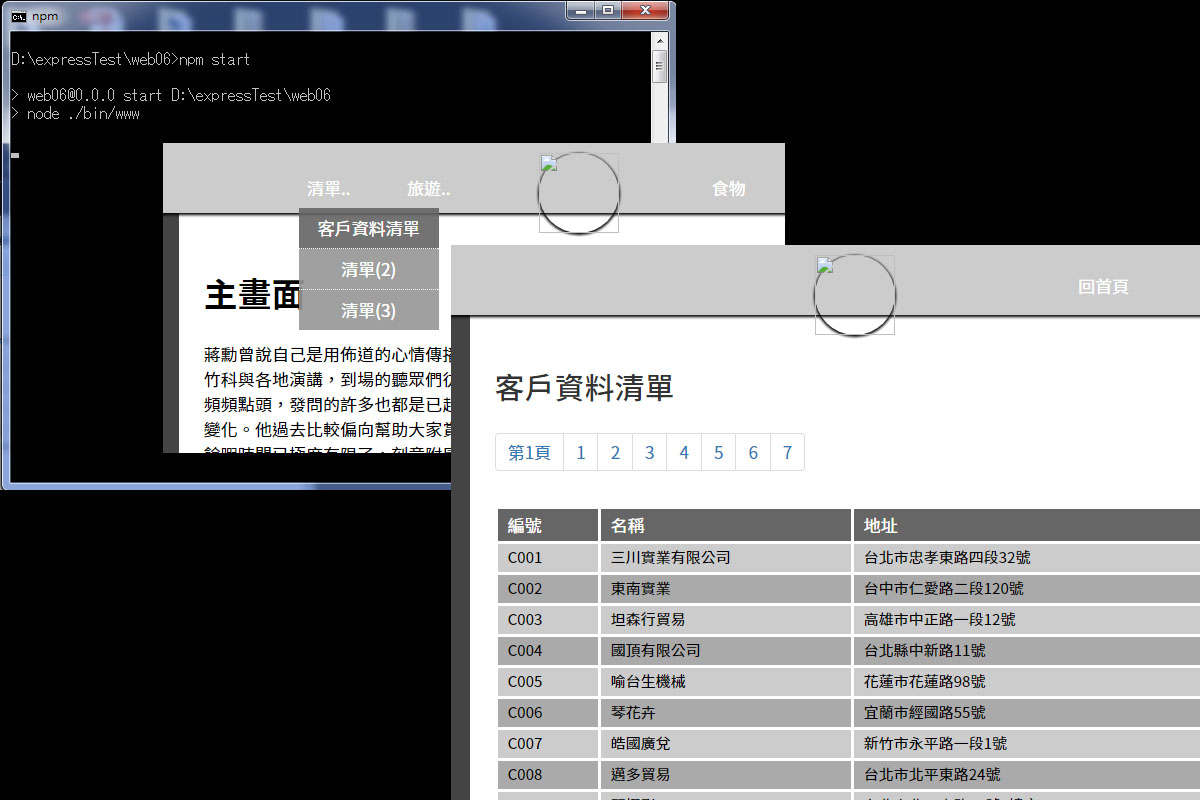 npm
D:\expressTest\web06>npm start
> web06@0.0.0 start D:\expressTest\web06
> node ./bin/www
清單.. 旅遊.. 食物
客戶資料清單
清單(2)
清單(3)
主畫面
蔣勳曾說自己是用佈道的心情傳播
竹科與各地演講，到場的聽眾們從
頻頻點頭，發問的許多也都是已起
變化。他過去比較偏向幫助大家賞
回首頁
客戶資料清單
第1頁 1 2 3 4 5 6 7
編號 名稱 地址
C001 三川實業有限公司 台北市忠孝東路四段32號
C002 東南實業 台中市仁愛路二段120號
C003 坦森行貿易 高雄市中正路一段12號
C004 國頂有限公司 台北縣中新路11號
C005 喻台生機械 花蓮市花蓮路98號
C006 琴花卉 宜蘭市經國路55號
C007 皓國廣兌 新竹市永平路一段1號
C008 邁多貿易 台北市北平東路24號